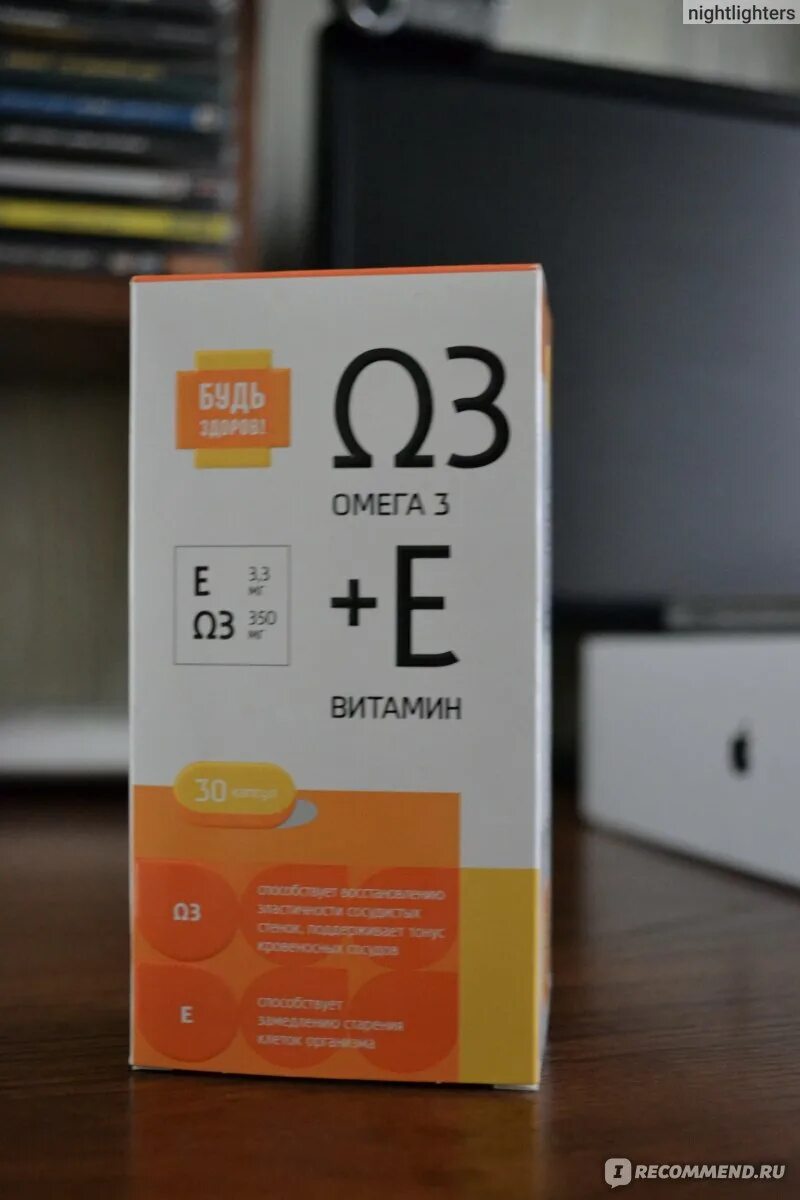 nightlighters
БУДЬ
ЗДОРОВ!
Ω3
ОМЕГА 3
E 3,3 мг
Ω3 350 мг
+E
ВИТАМИН
30 капсул
Ω3
способствует восстановлению
эластичности сосудистых
стенок, поддерживает тонус
кровеносных сосудов
E
способствует
замедлению старения
клеток организма
IRECOMMEND.RU